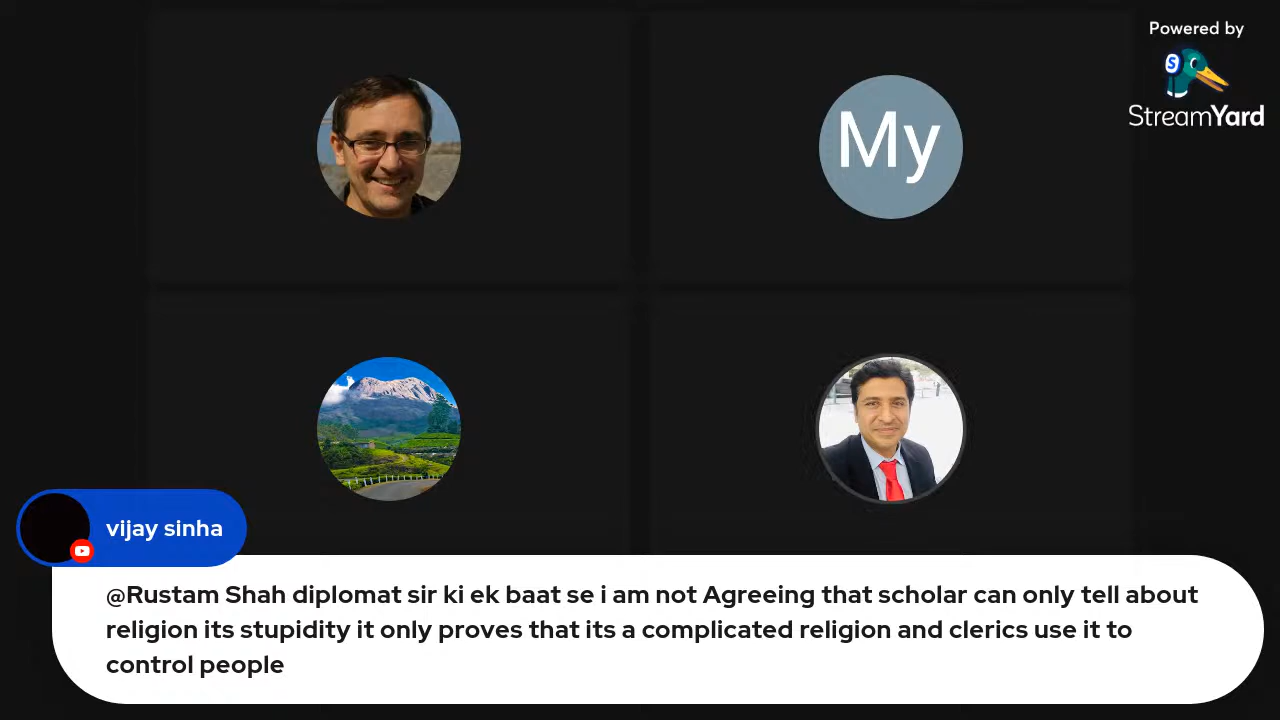 Powered by
S
StreamYard
My
vijay sinha
@Rustam Shah diplomat sir ki ek baat se i am not Agreeing that scholar can only tell about
religion its stupidity it only proves that its a complicated religion and clerics use it to
control people